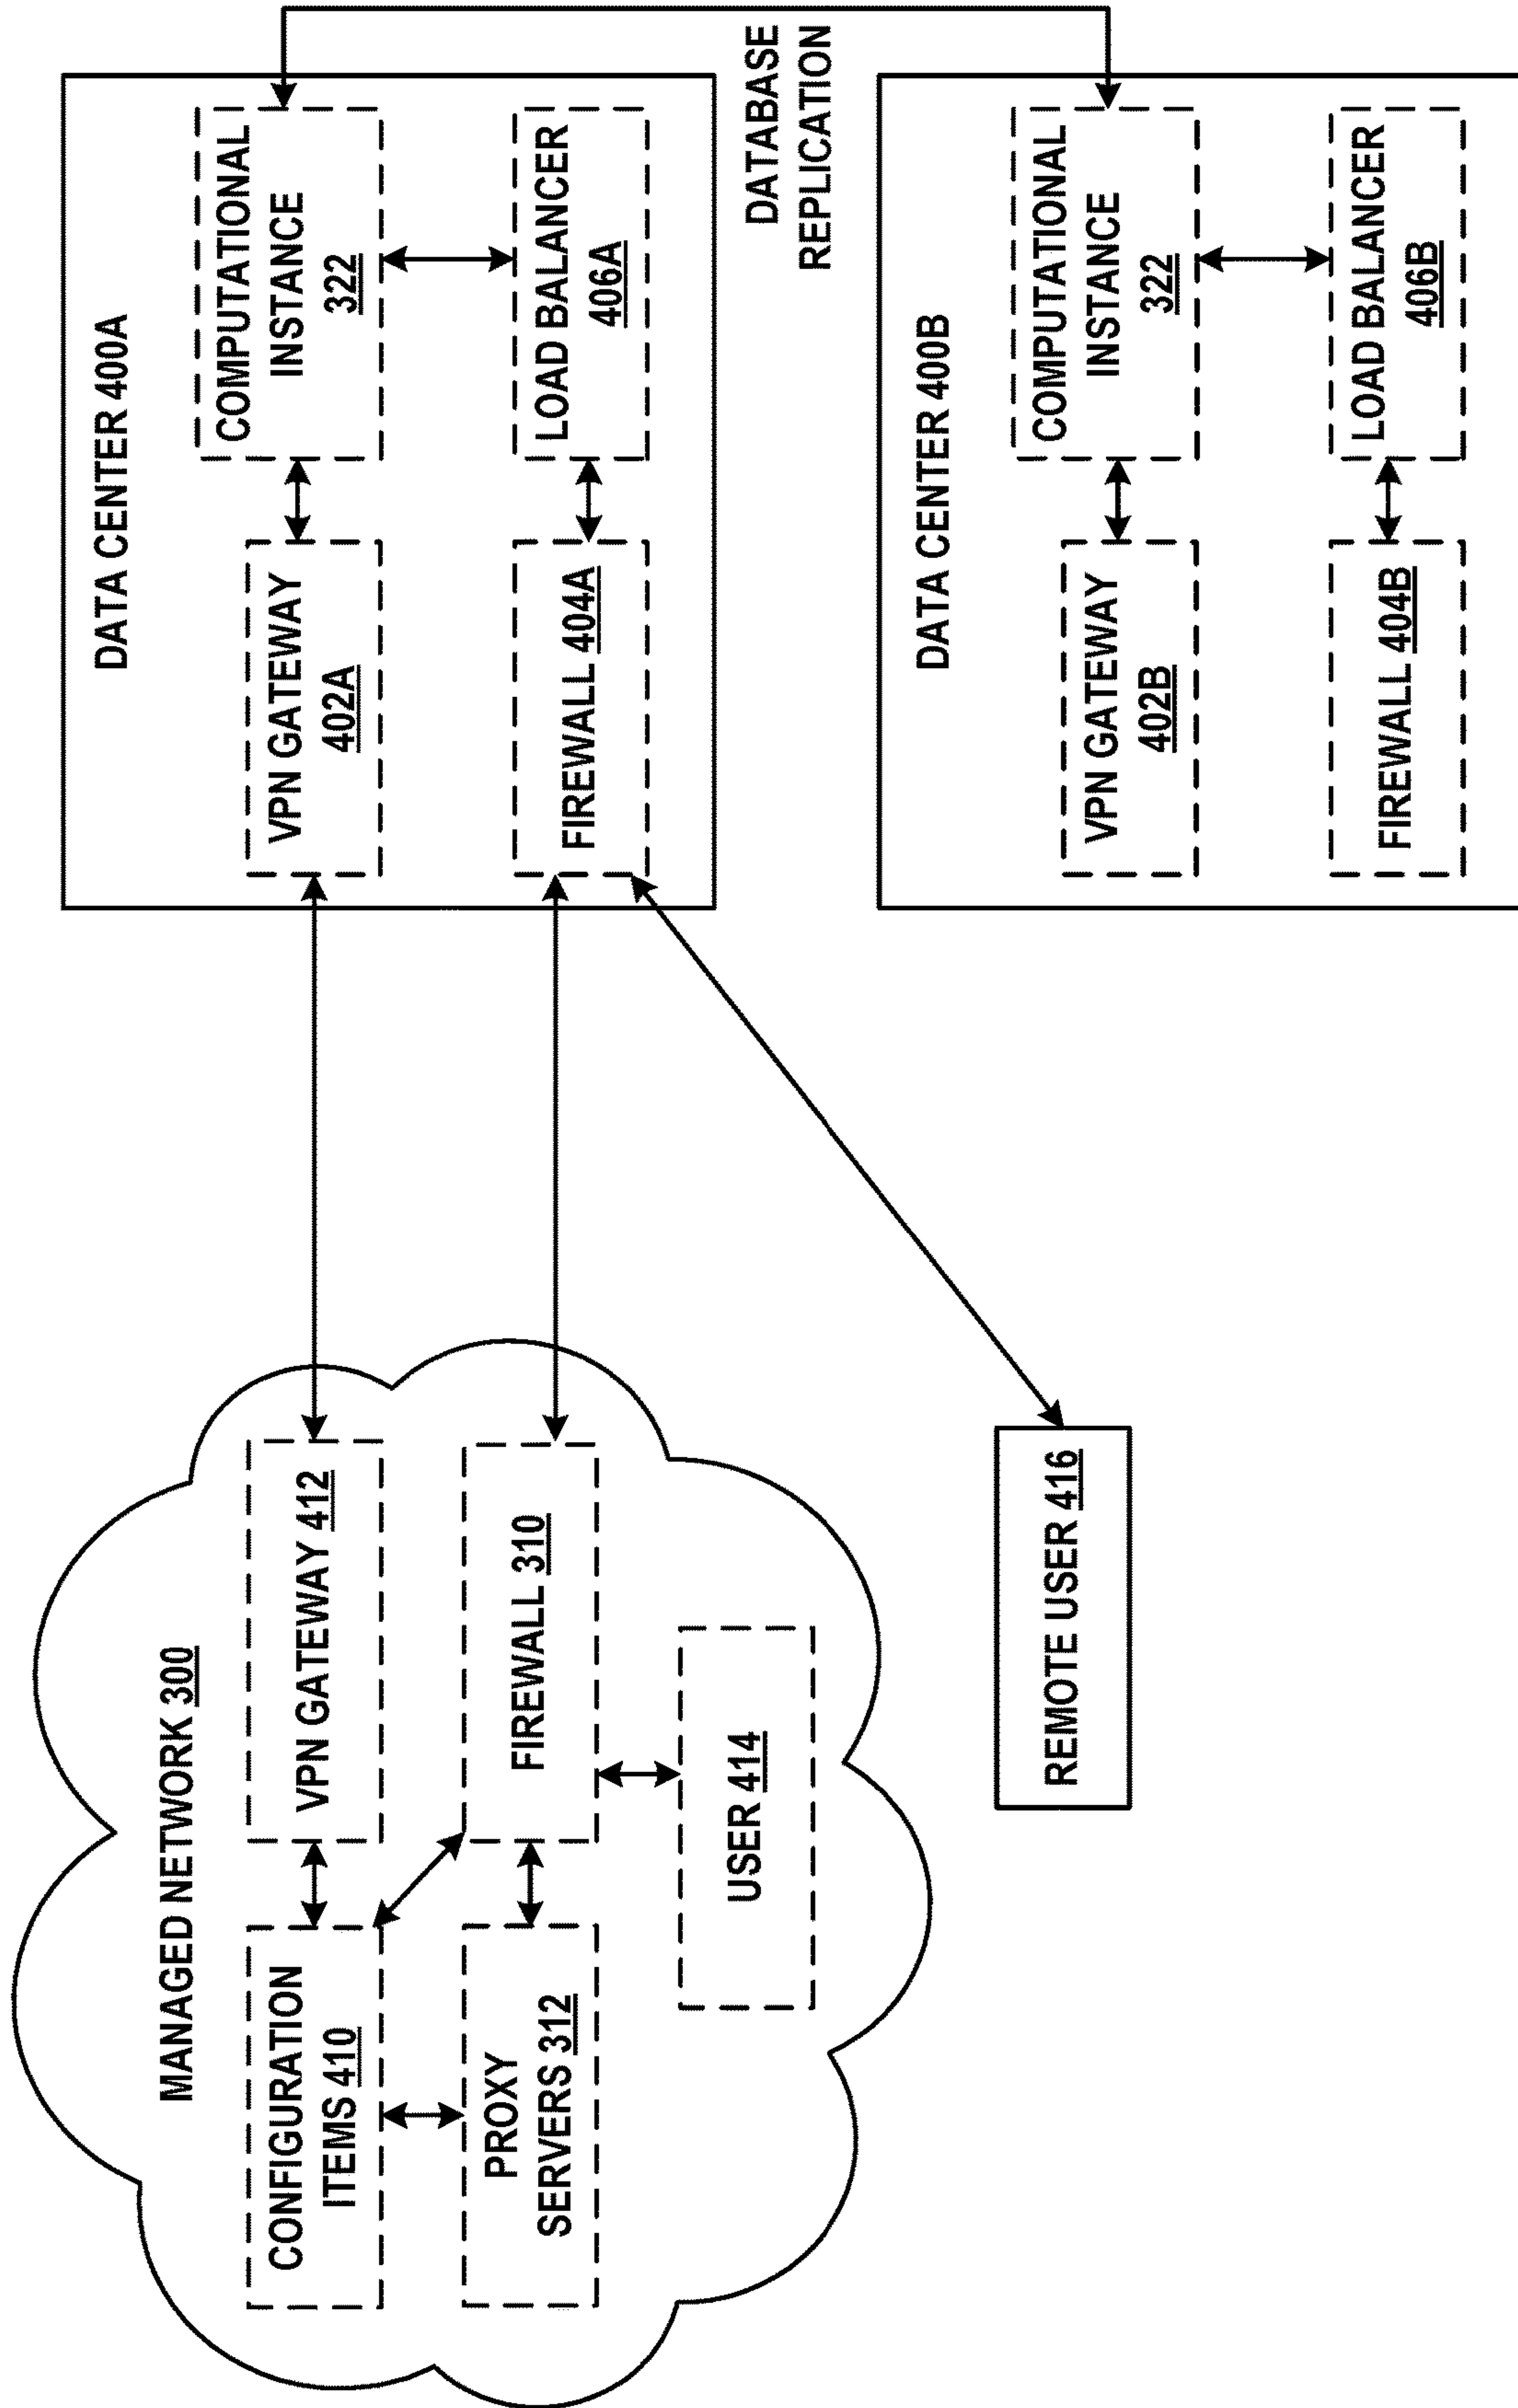 MANAGED NETWORK 300
CONFIGURATION
ITEMS 410
VPN GATEWAY 412
PROXY
SERVERS 312
FIREWALL 310
USER 414
REMOTE USER 416
DATA CENTER 400A
VPN GATEWAY
402A
COMPUTATIONAL
INSTANCE
322
FIREWALL 404A
LOAD BALANCER
406A
DATABASE
REPLICATION
DATA CENTER 400B
VPN GATEWAY
402B
COMPUTATIONAL
INSTANCE
322
FIREWALL 404B
LOAD BALANCER
406B